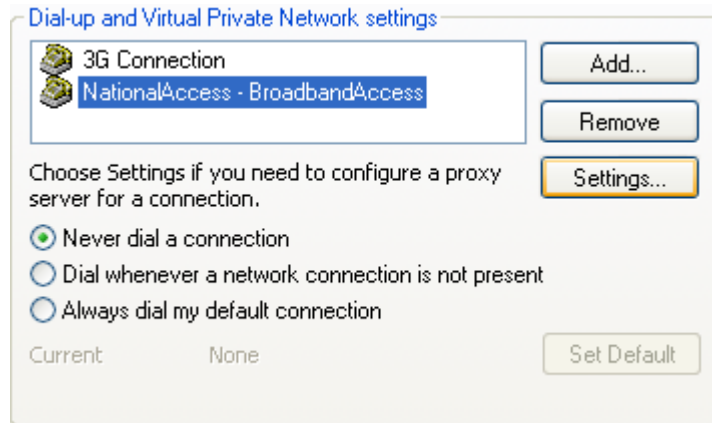 Dial-up and Virtual Private Network settings
3G Connection
NationalAccess - BroadbandAccess
Add...
Remove
Choose Settings if you need to configure a proxy
server for a connection.
Settings...
Never dial a connection
Dial whenever a network connection is not present
Always dial my default connection
Current None
Set Default